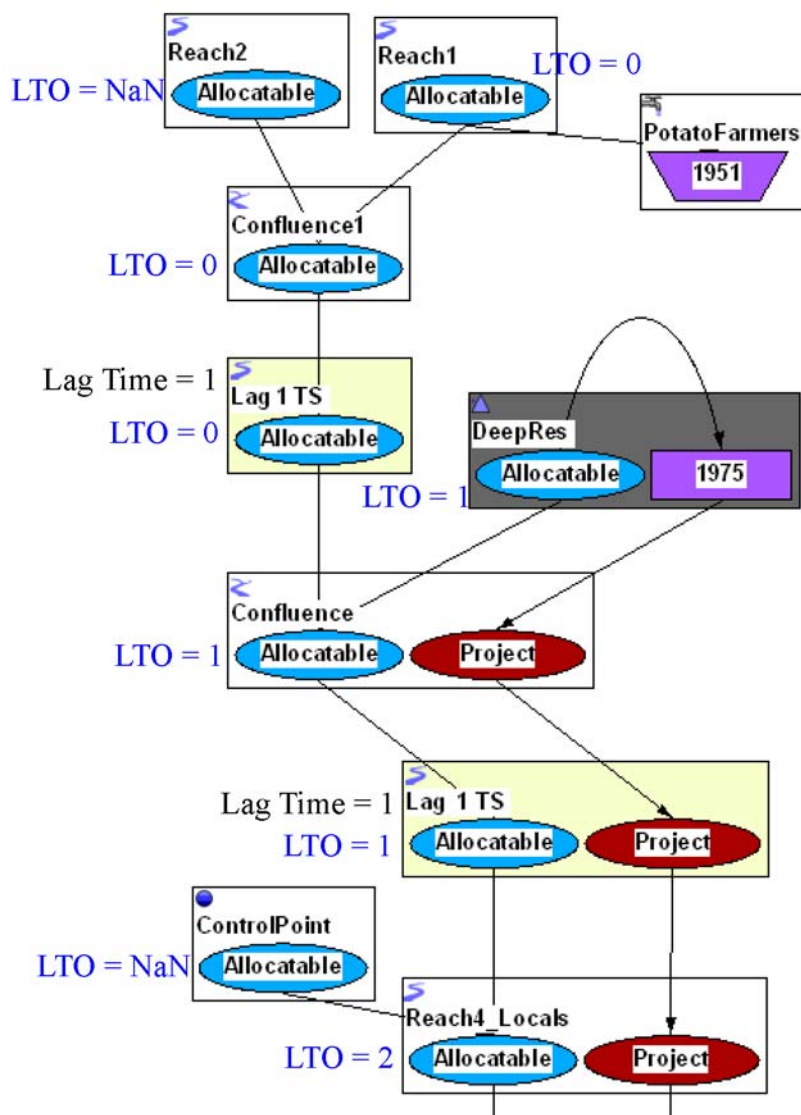 Reach2
Reach1
LTO = 0
LTO = NaN
Allocatable
Allocatable
PotatoFarmers
1951
Confluence1
LTO = 0
Allocatable
Lag Time = 1
Lag 1 TS
LTO = 0
Allocatable
DeepRes
Allocatable
1975
LTO = 1
Confluence
LTO = 1
Allocatable
Project
Lag Time = 1
Lag 1 TS
LTO = 1
Allocatable
Project
ControlPoint
LTO = NaN
Allocatable
Reach4_Locals
LTO = 2
Allocatable
Project